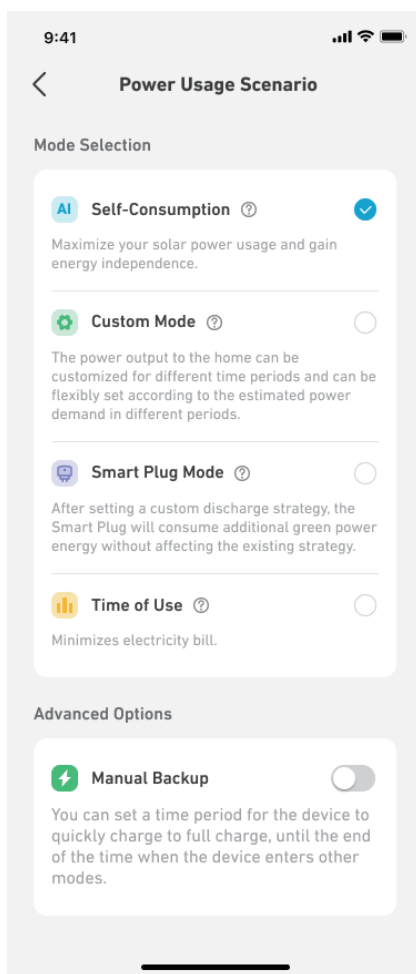 9:41
Power Usage Scenario
Mode Selection
AI Self-Consumption ?
Maximize your solar power usage and gain
energy independence.
Custom Mode ?
The power output to the home can be
customized for different time periods and can be
flexibly set according to the estimated power
demand in different periods.
Smart Plug Mode ?
After setting a custom discharge strategy, the
Smart Plug will consume additional green power
energy without affecting the existing strategy.
Time of Use ?
Minimizes electricity bill.
Advanced Options
Manual Backup
You can set a time period for the device to
quickly charge to full charge, until the end
of the time when the device enters other
modes.